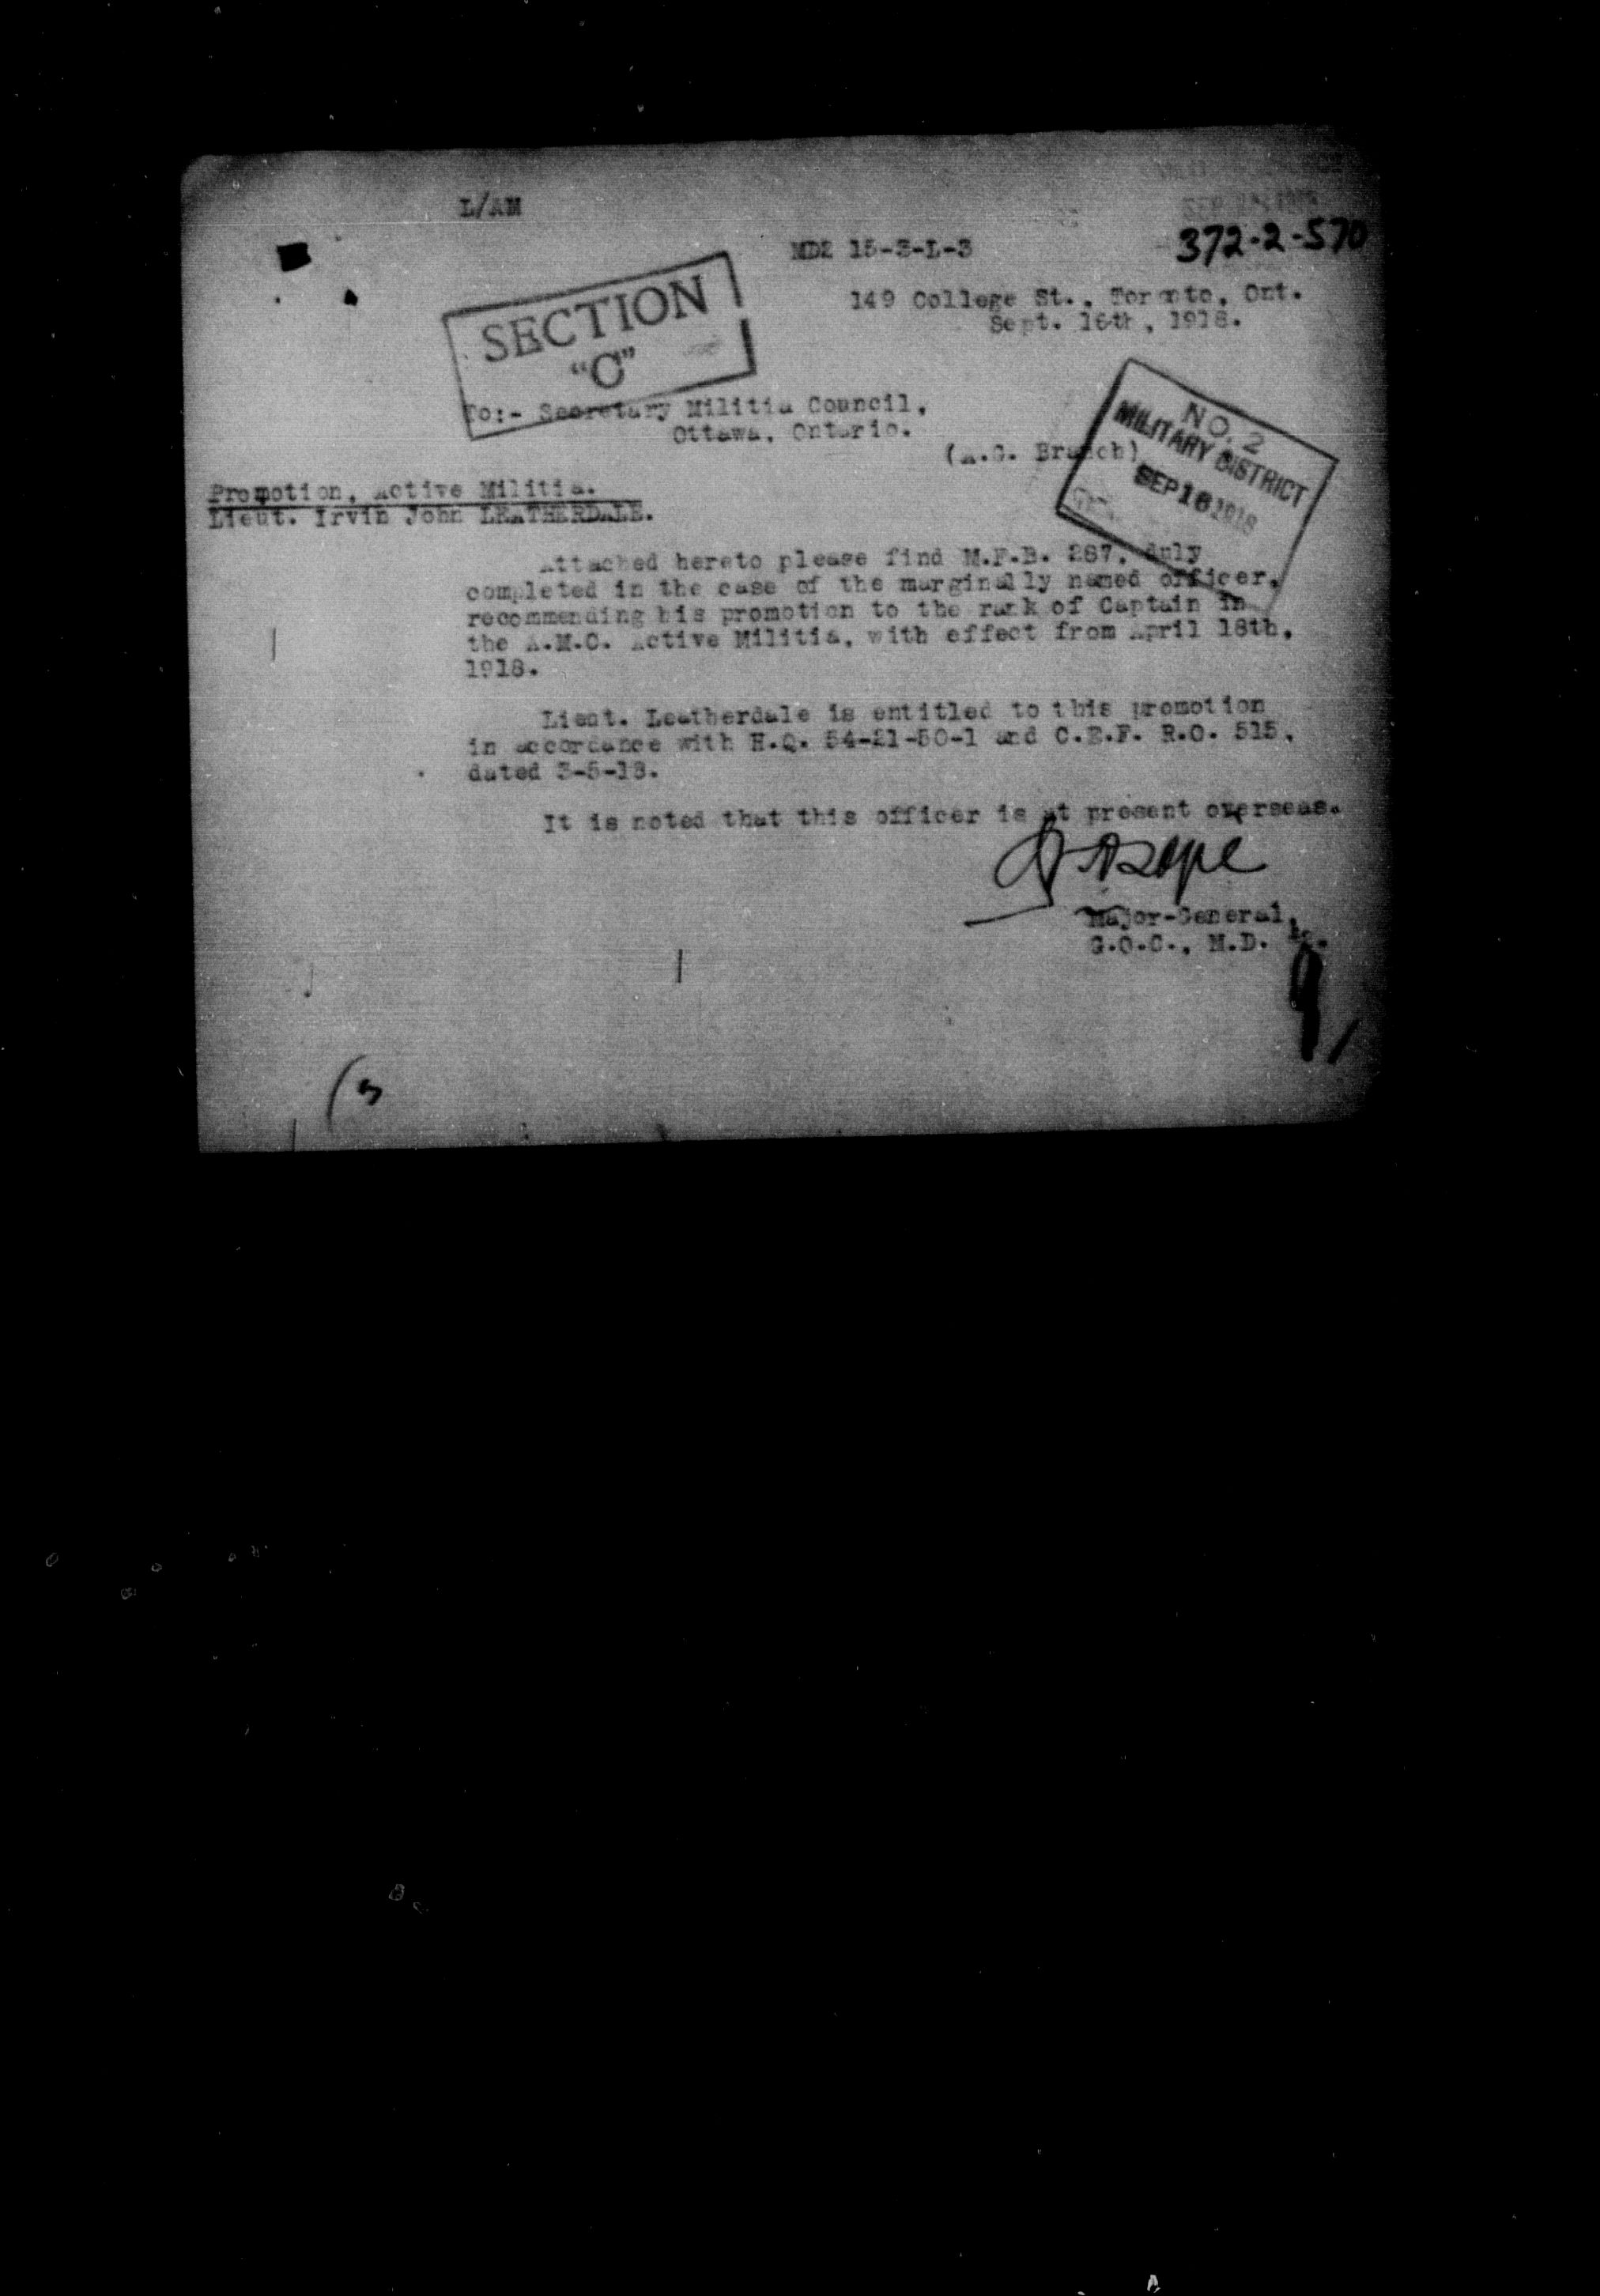 L/AM
372-2-570
MD2 15-3-L-3
149 College St., Toronto, Ont.
Sept. 16th, 1918.
SECTION
"C"
To:- Secretary Militia Council,
Ottawa, Ontario.
(A.G. Branch)
NO. 2
MILITARY DISTRICT
SEP 16 1918
Promotion, Active Militia.
Lieut. Irvin John LEATHERDALE.
Attached hereto please find M.F.B. 287, duly
completed in the case of the marginally named officer,
recommending his promotion to the rank of Captain in
the A.M.C. Active Militia, with effect from April 18th,
1918.
Lieut. Leatherdale is entitled to this promotion
in accordance with H.Q. 54-21-50-1 and C.E.F. R.O. 515,
dated 3-5-18.
It is noted that this officer is at present overseas.
Major-General,
G.O.C., M.D.